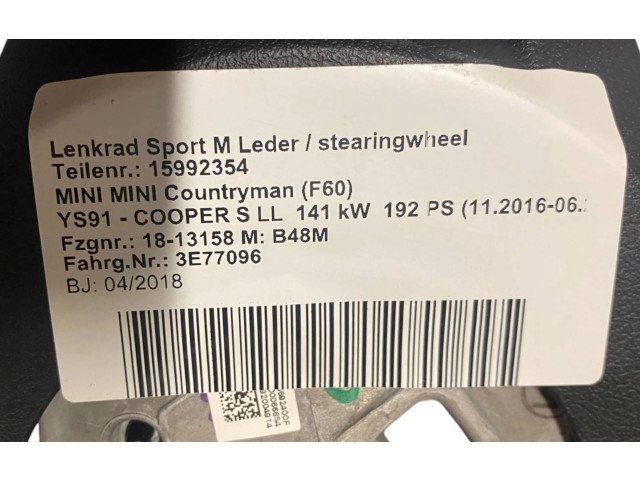 Lenkrad Sport M Leder / stearingwheel
Teilenr.: 15992354
MINI MINI Countryman (F60)
YS91 - COOPER S LL 141 kW 192 PS (11.2016-06.
Fzgnr.: 18-13158 M: B48M
Fahrg.Nr.: 3E77096
BJ: 04/2018